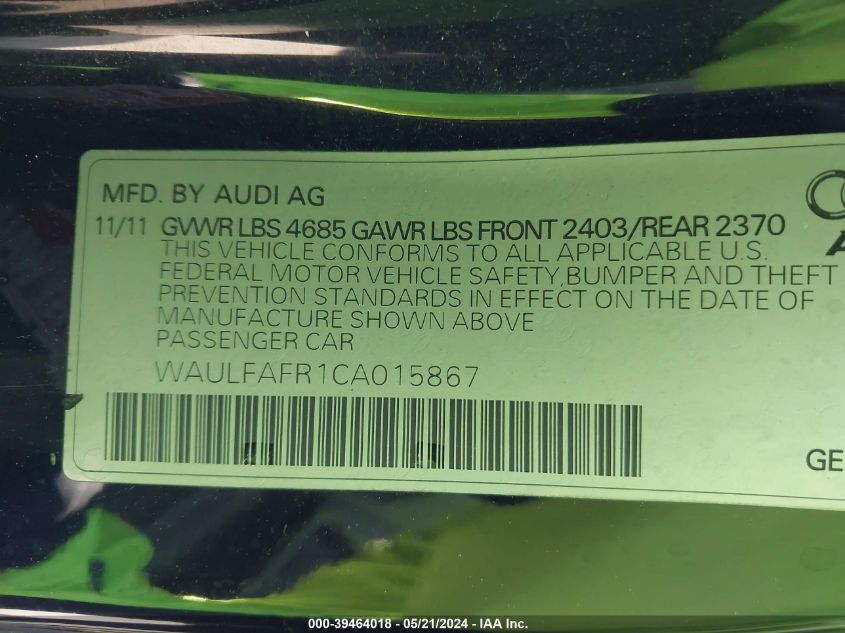 MFD. BY AUDI AG
11/11 GVWR LBS 4685 GAWR LBS FRONT 2403/REAR 2370
THIS VEHICLE CONFORMS TO ALL APPLICABLE U.S.
FEDERAL MOTOR VEHICLE SAFETY, BUMPER AND THEFT
PREVENTION STANDARDS IN EFFECT ON THE DATE OF
MANUFACTURE SHOWN ABOVE
PASSENGER CAR
WAULFAFR1CA015867
GE
000-39464018 - 05/21/2024 - IAA Inc.